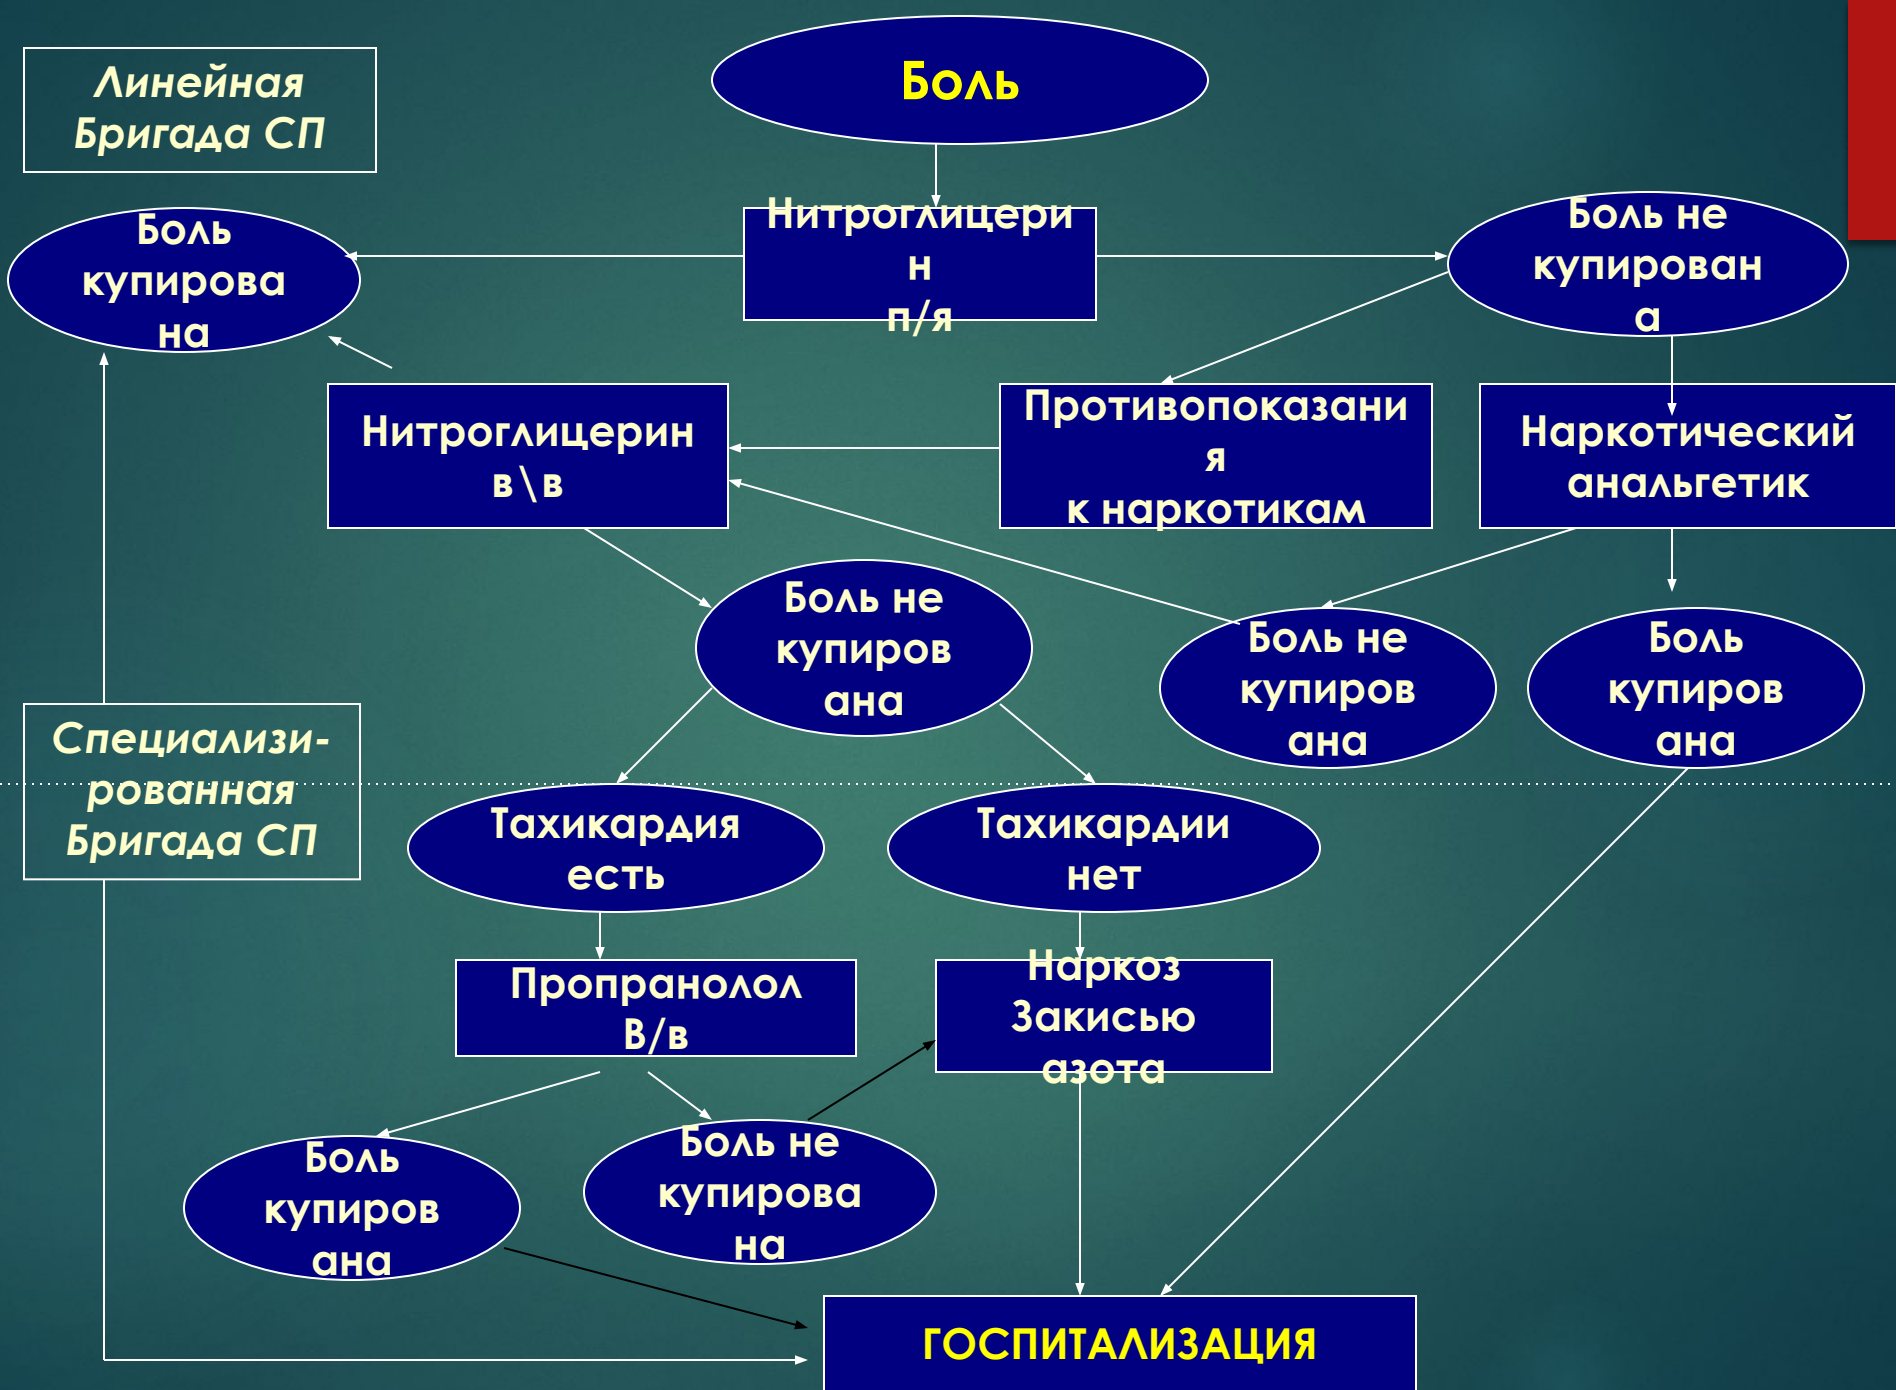 Линейная
Бригада СП
Боль
Боль
купирова
на
Нитроглицери
н
п/я
Боль не
купирован
а
Нитроглицерин
в\в
Противопоказани
я
к наркотикам
Наркотический
анальгетик
Боль не
купиров
ана
Боль не
купиров
ана
Боль
купиров
ана
Специализи-
рованная
Бригада СП
Тахикардия
есть
Тахикардии
нет
Пропранолол
В/в
Наркоз
Закисью
азота
Боль
купиров
ана
Боль не
купирова
на
ГОСПИТАЛИЗАЦИЯ